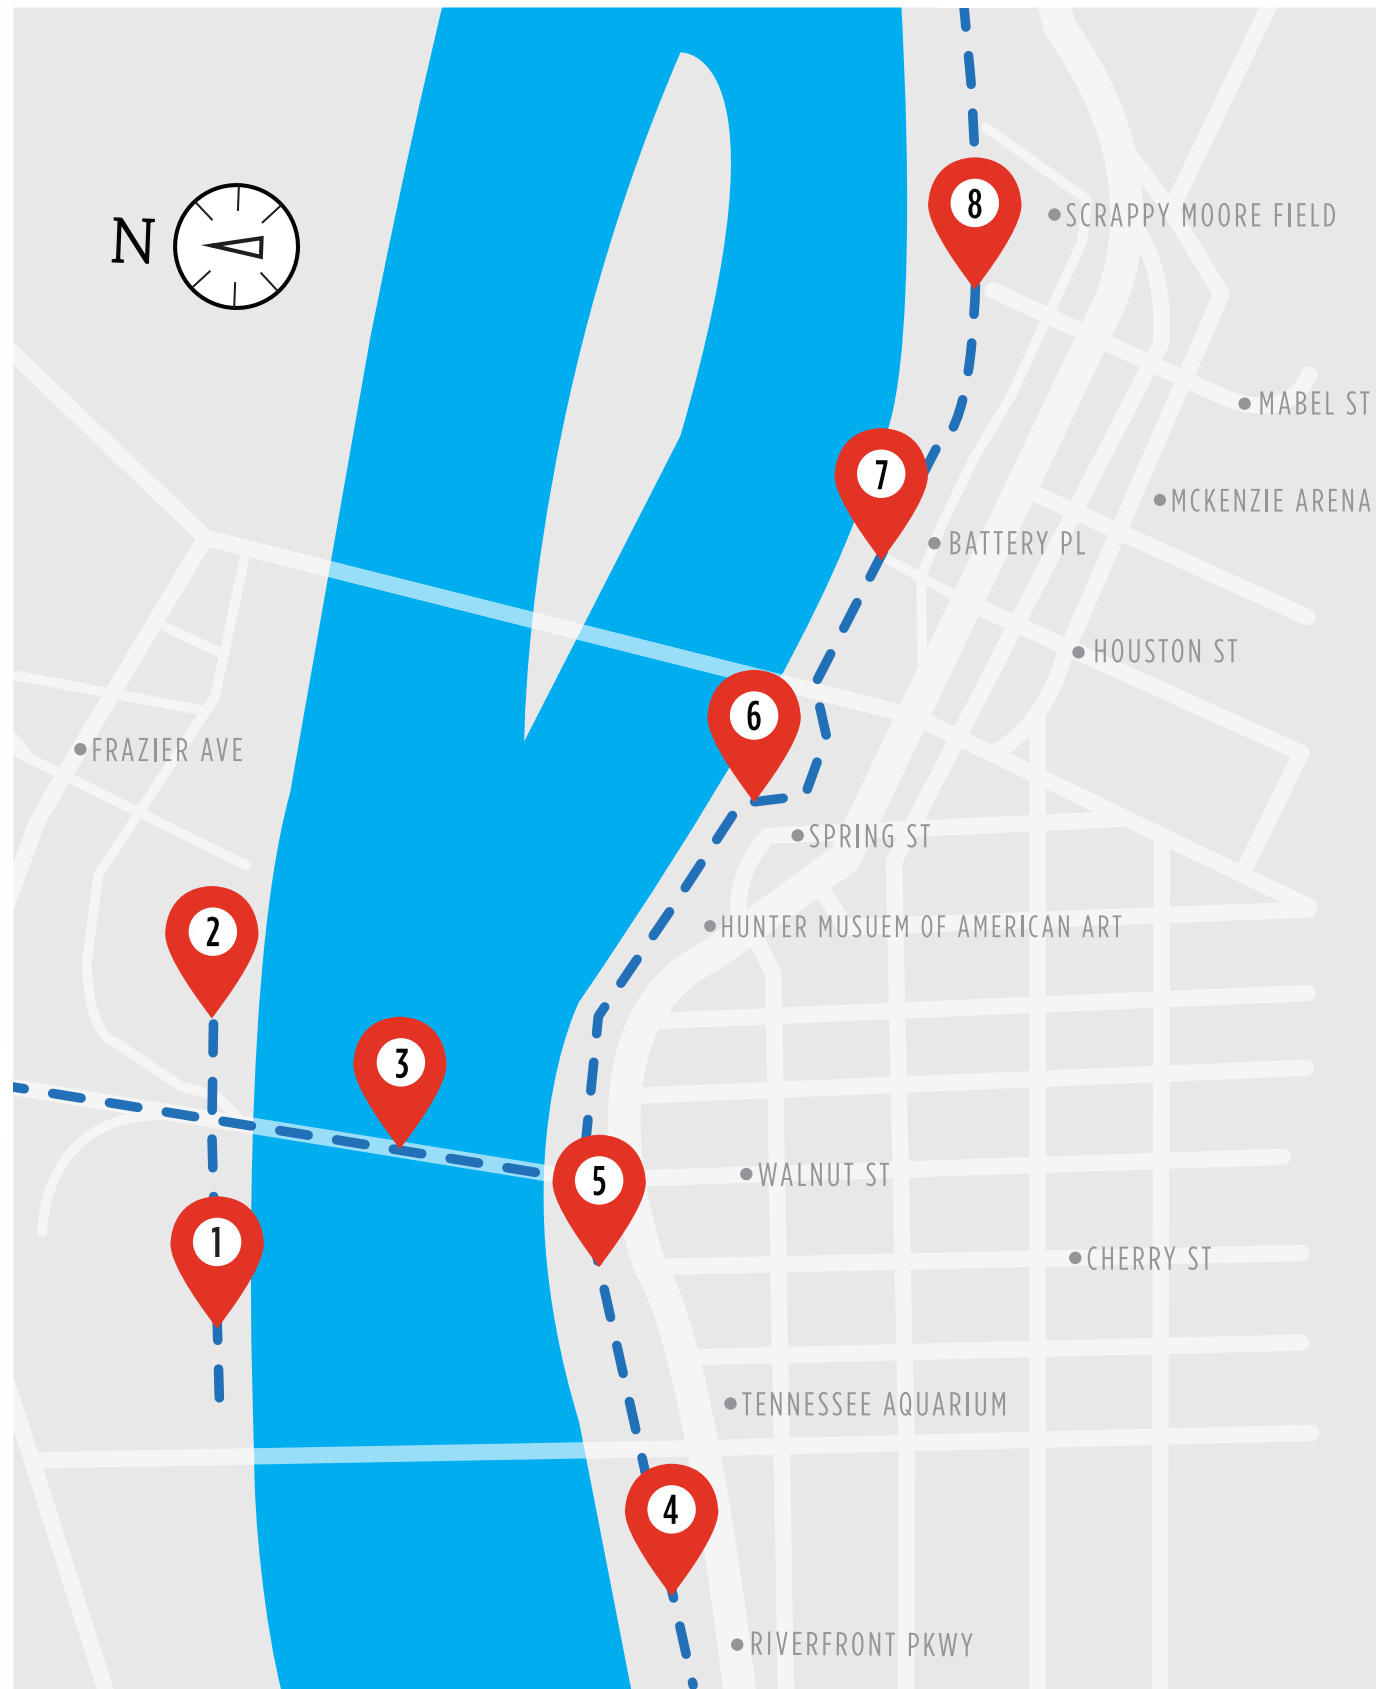 8
SCRAPPY MOORE FIELD
N
MABEL ST
7
MCKENZIE ARENA
BATTERY PL
HOUSTON ST
6
FRAZIER AVE
SPRING ST
2
HUNTER MUSUEM OF AMERICAN ART
3
5
WALNUT ST
1
CHERRY ST
TENNESSEE AQUARIUM
4
RIVERFRONT PKWY